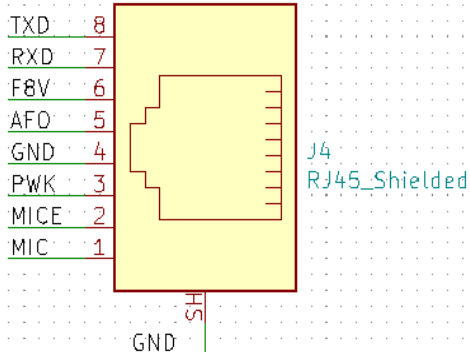 TXD 8
RXD 7
F8V 6
AFO 5
GND 4
PWK 3
MICE 2
MIC 1
J4
RJ45_Shielded
SH
GND